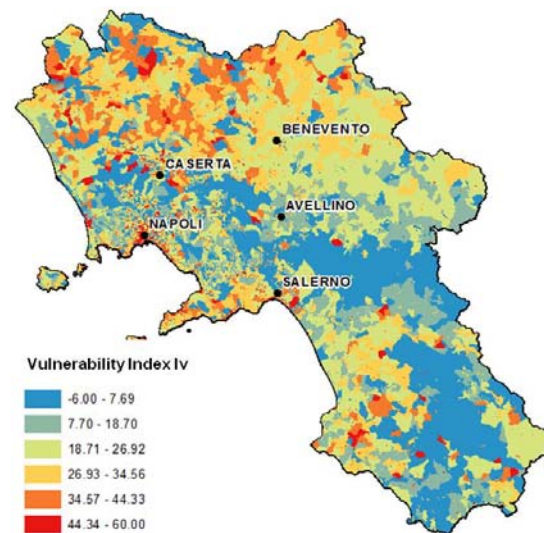 BENEVENTO
CASERTA
AVELLINO
NAPOLI
SALERNO
Vulnerability Index Iv
-6.00 - 7.69
7.70 - 18.70
18.71 - 26.92
26.93 - 34.56
34.57 - 44.33
44.34 - 60.00